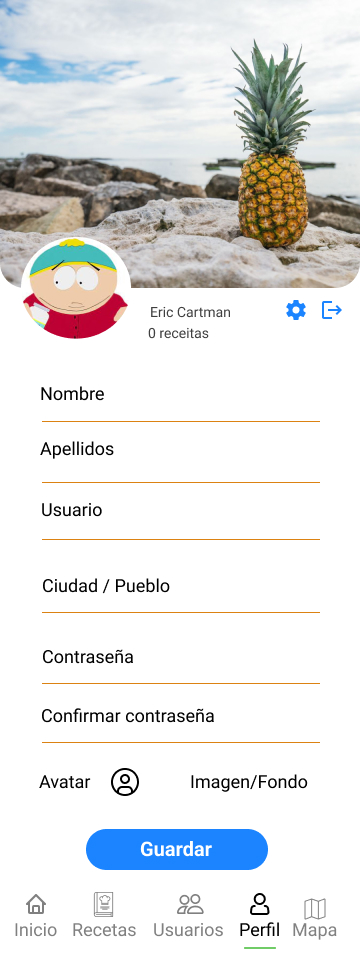 Eric Cartman
0 receitas
Nombre
Apellidos
Usuario
Ciudad / Pueblo
Contraseña
Confirmar contraseña
Avatar Imagen/Fondo
Guardar
Inicio Recetas Usuarios Perfil Mapa